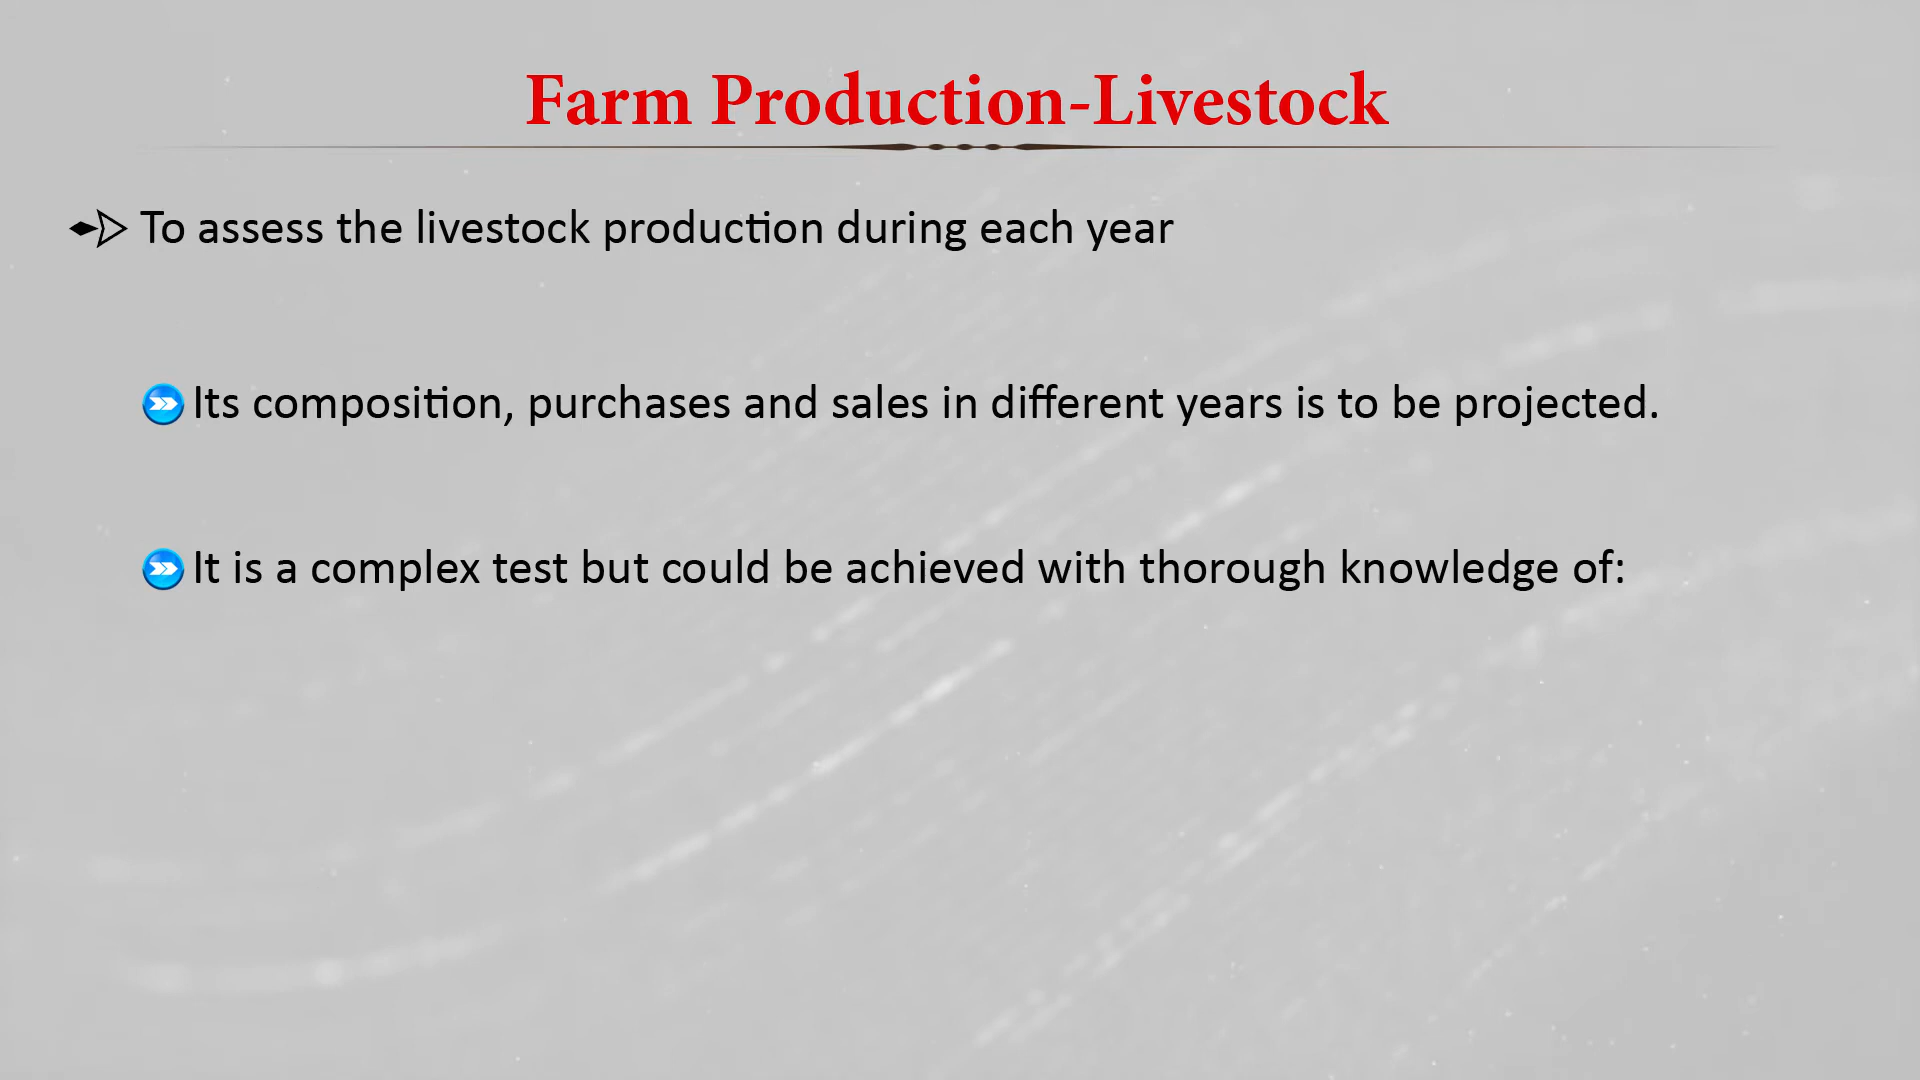 Farm Production-Livestock
To assess the livestock production during each year
Its composition, purchases and sales in different years is to be projected.
It is a complex test but could be achieved with thorough knowledge of: